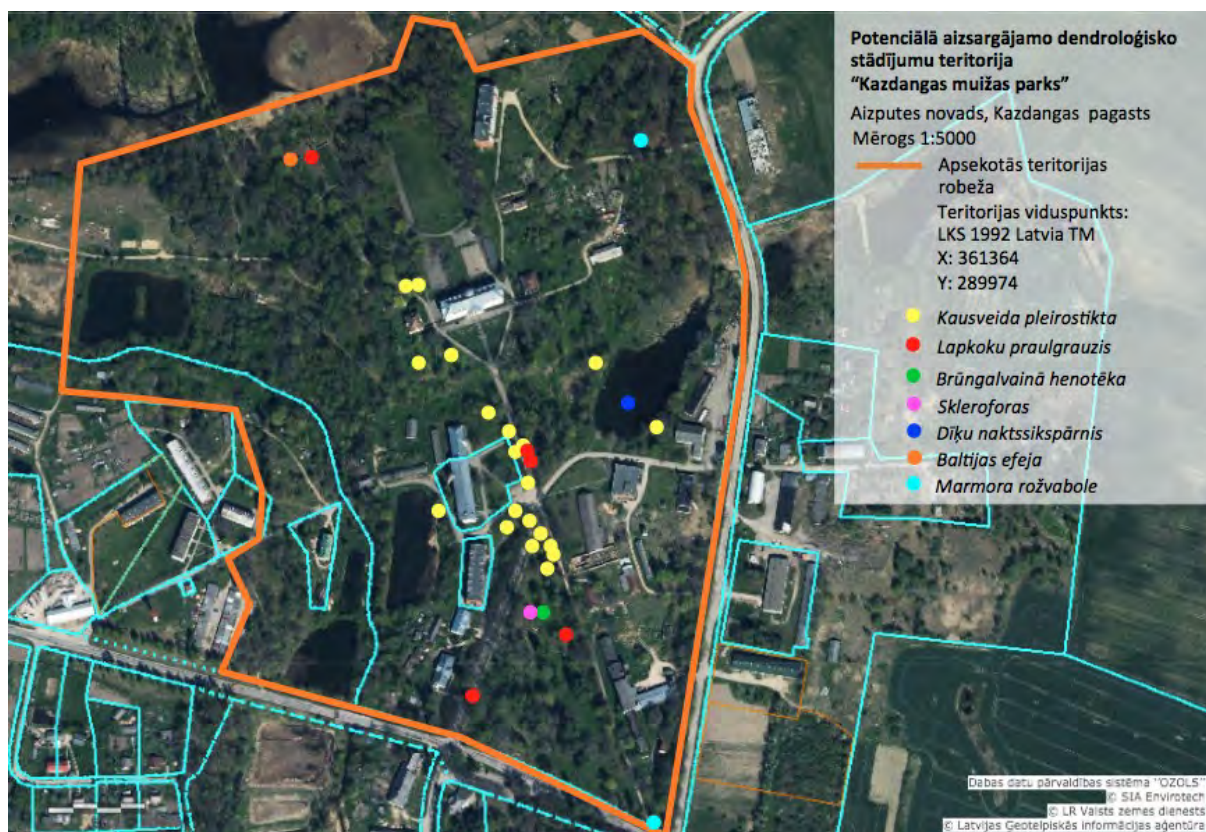 Potenciālā aizsargājamo dendroloģisko
stādījumu teritorija
“Kazdangas muižas parks”
Aizputes novads, Kazdangas pagasts
Mērogs 1:5000
Apsekotās teritorijas
robeža
Teritorijas viduspunkts:
LKS 1992 Latvia TM
X: 361364
Y: 289974
Kausveida pleirostikta
Lapkoku praulgrauzis
Brūngalvainā henotēka
Skleroforas
Dīķu naktssikspārnis
Baltijas efeja
Marmora rožvabole
Dabas datu pārvaldības sistēma "OZOLS"
© SIA Envirotech
© LR Valsts zemes dienests
© Latvijas Ģeotelpiskās informācijas aģentūra